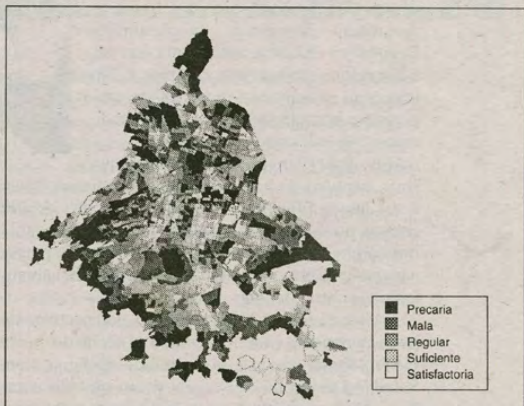 Precaria
Mala
Regular
Suficiente
Satisfactoria